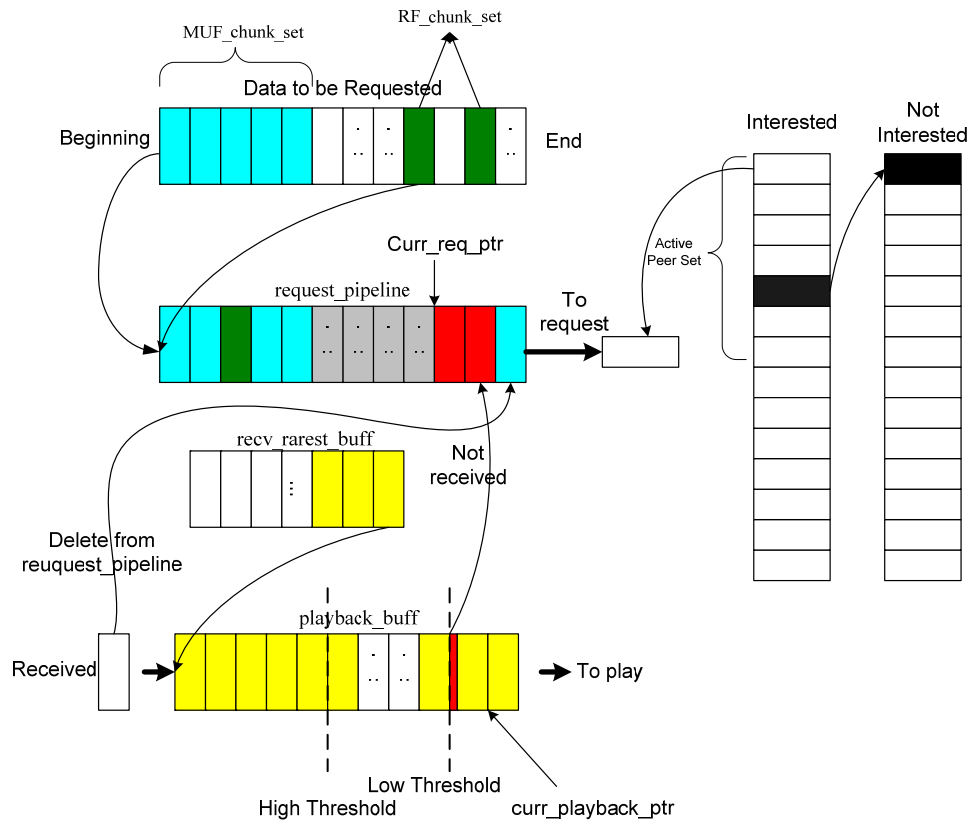 RF_chunk_set
MUF_chunk_set
Data to be Requested
Beginning
End
Interested
Not
Interested
Active
Peer Set
Curr_req_ptr
request_pipeline
To
request
recv_rarest_buff
Not
received
Delete from
reuquest_pipeline
playback_buff
Received
To play
Low Threshold
High Threshold
curr_playback_ptr